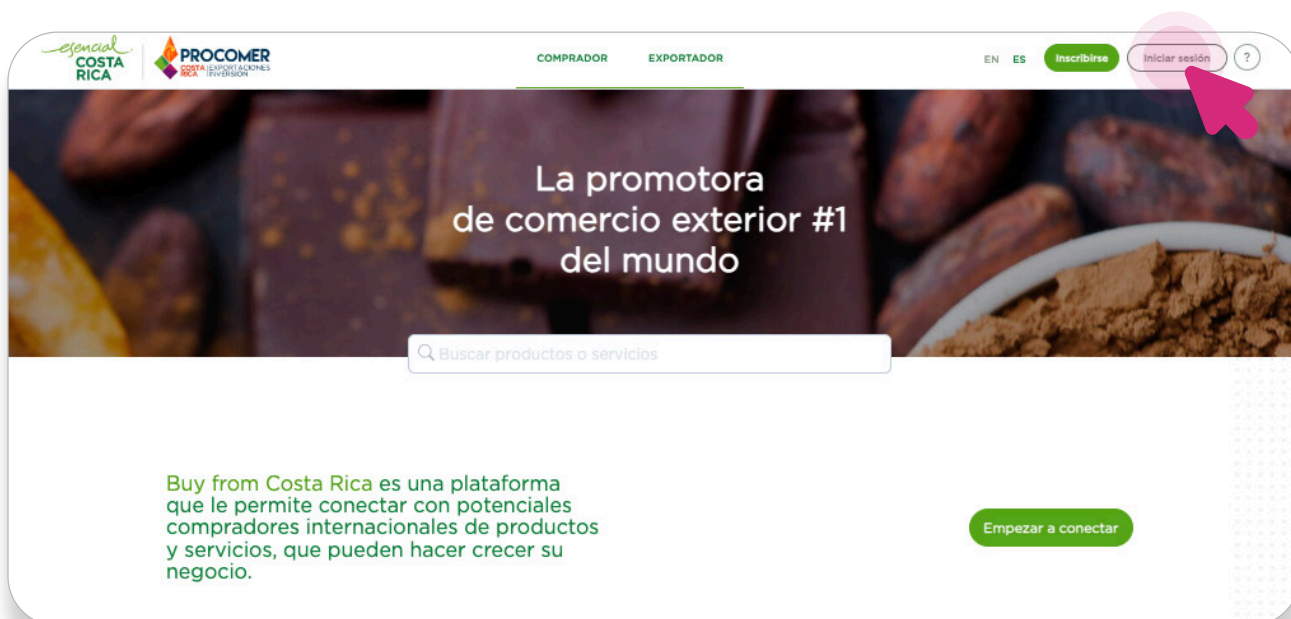 esencial
COSTA
RICA
PROCOMER
COSTA RICA EXPORTACIONES INVERSION
COMPRADOR EXPORTADOR
EN ES Inscribirse Iniciar sesión ?
La promotora
de comercio exterior #1
del mundo
Buscar productos o servicios
Buy from Costa Rica es una plataforma
que le permite conectar con potenciales
compradores internacionales de productos
y servicios, que pueden hacer crecer su
negocio.
Empezar a conectar